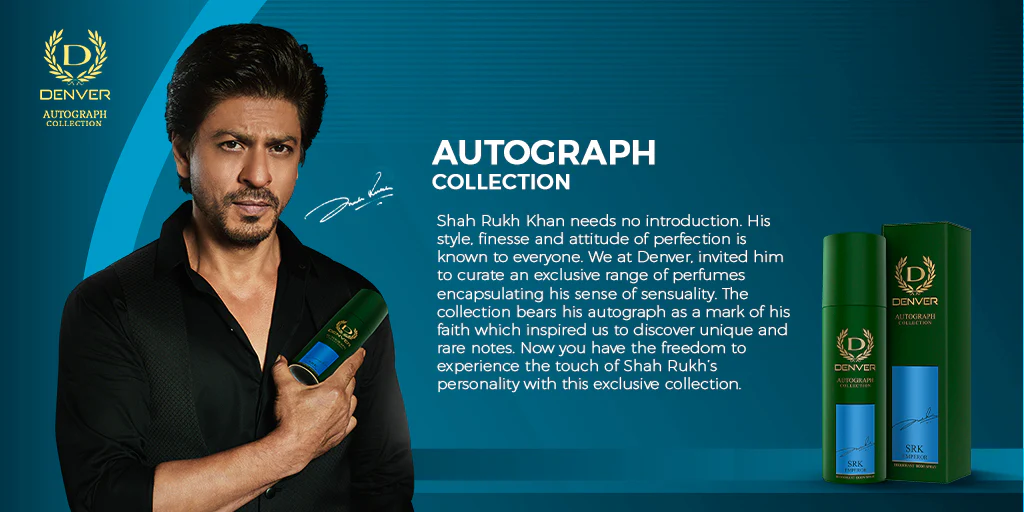 D
DENVER
AUTOGRAPH
COLLECTION
AUTOGRAPH
COLLECTION
Shah Rukh Khan needs no introduction. His
style, finesse and attitude of perfection is
known to everyone. We at Denver, invited him
to curate an exclusive range of perfumes
encapsulating his sense of sensuality. The
collection bears his autograph as a mark of his
faith which inspired us to discover unique and
rare notes. Now you have the freedom to
experience the touch of Shah Rukh's
personality with this exclusive collection.
D
DENVER
D
DENVER
AUTOGRAPH
COLLECTION
SRK
EMPEROR
D
DENVER
AUTOGRAPH
COLLECTION
SRK
EMPEROR